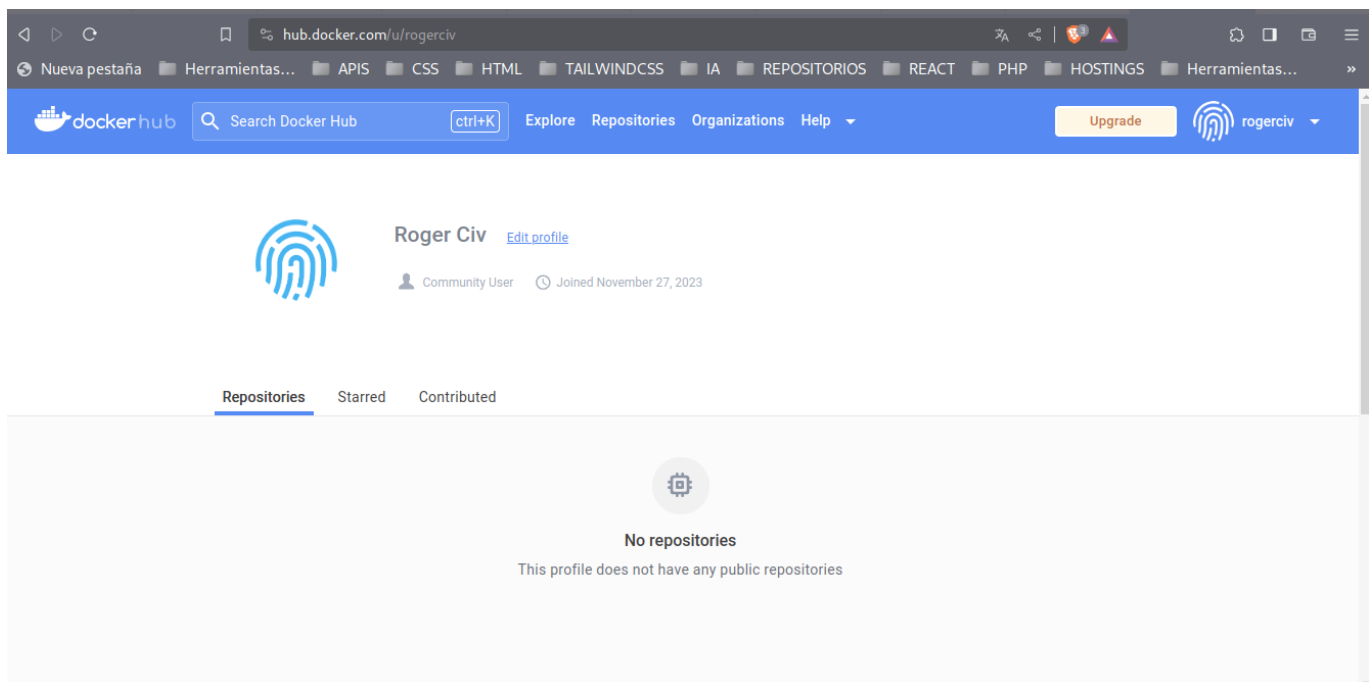 hub.docker.com/u/rogerciv 3
Nueva pestaña Herramientas... APIS CSS HTML TAILWINDCSS IA REPOSITORIOS REACT PHP HOSTINGS Herramientas... »
dockerhub Search Docker Hub ctrl+K Explore Repositories Organizations Help Upgrade rogerciv
Roger Civ Edit profile
Community User Joined November 27, 2023
Repositories Starred Contributed
No repositories
This profile does not have any public repositories